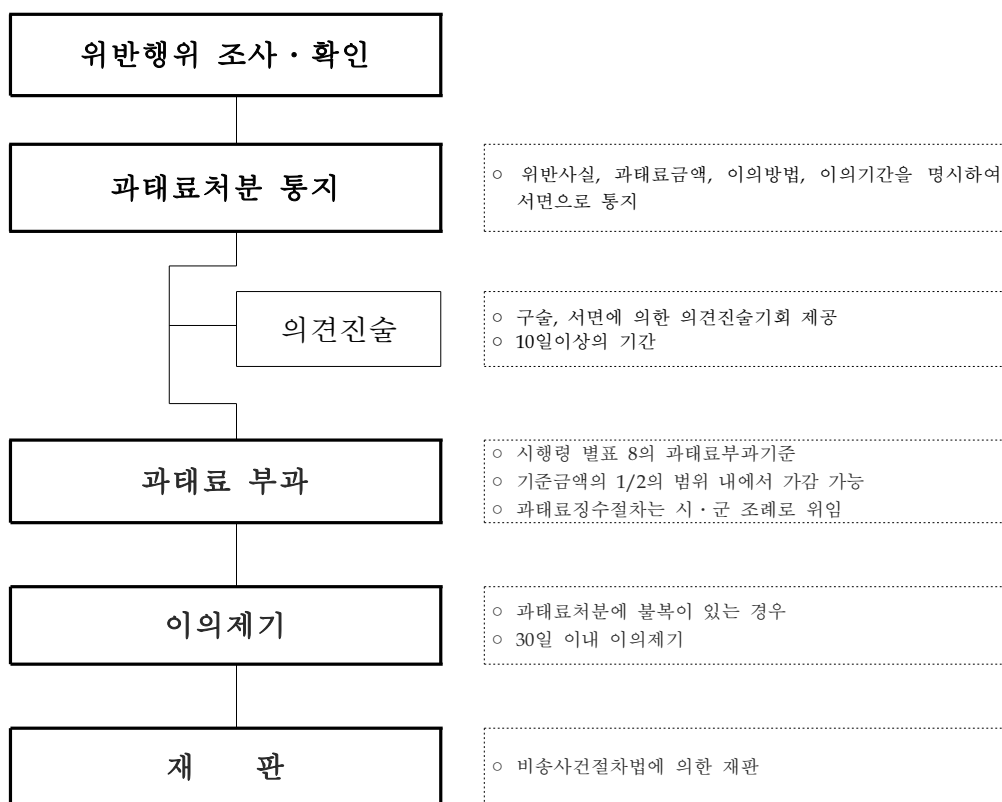 위반행위 조사・확인
과태료처분 통지
○ 위반사실, 과태료금액, 이의방법, 이의기간을 명시하여
서면으로 통지
의견진술
○ 구술, 서면에 의한 의견진술기회 제공
○ 10일이상의 기간
과태료 부과
○ 시행령 별표 8의 과태료부과기준
○ 기준금액의 1/2의 범위 내에서 가감 가능
○ 과태료징수절차는 시・군 조례로 위임
이의제기
○ 과태료처분에 불복이 있는 경우
○ 30일 이내 이의제기
재 판
○ 비송사건절차법에 의한 재판